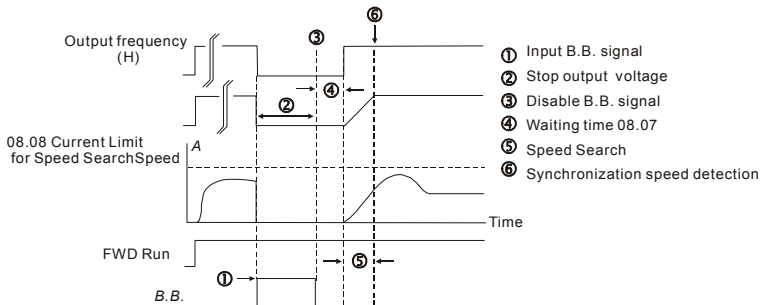 ⑥
Output frequency
(H)
③
④
②
08.08 Current Limit
for Speed SearchSpeed
A
Time
FWD Run
⑤
①
B.B.
① Input B.B. signal
② Stop output voltage
③ Disable B.B. signal
④ Waiting time 08.07
⑤ Speed Search
⑥ Synchronization speed detection